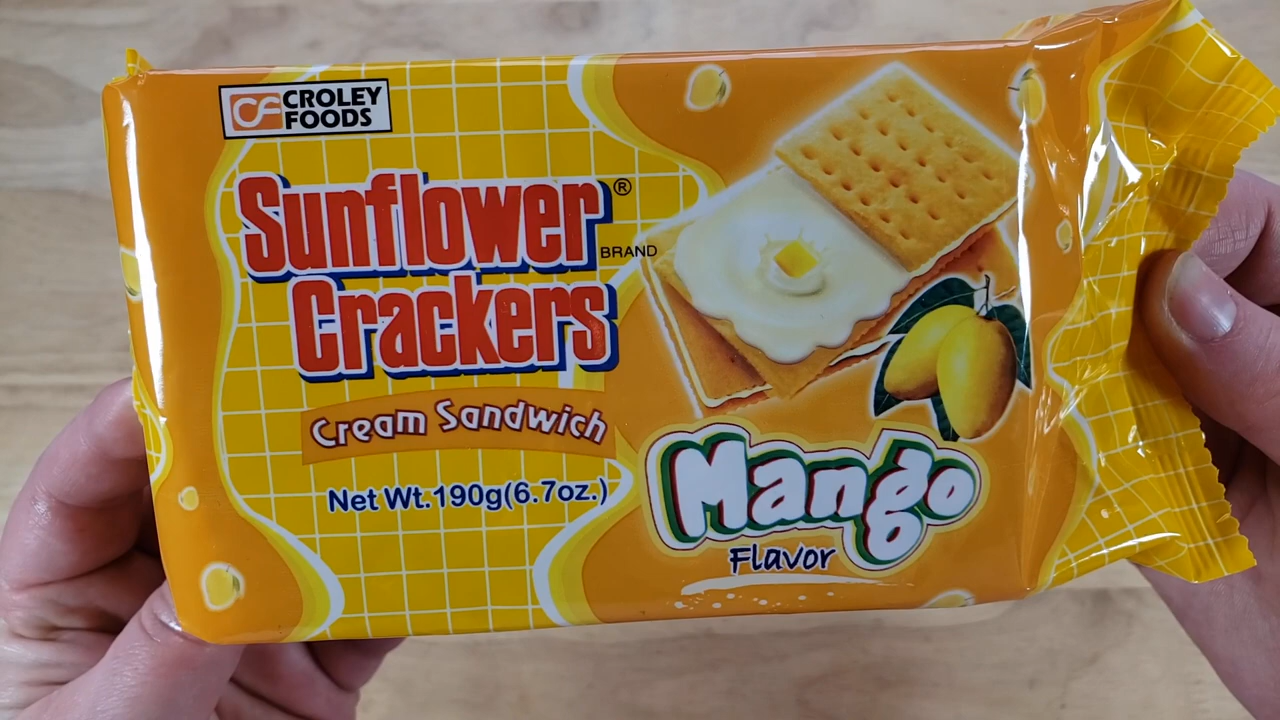 CF CROLEY
FOODS
Sunflower®
BRAND
Crackers
Cream Sandwich
Net Wt.190g(6.7oz.)
Mango
Flavor